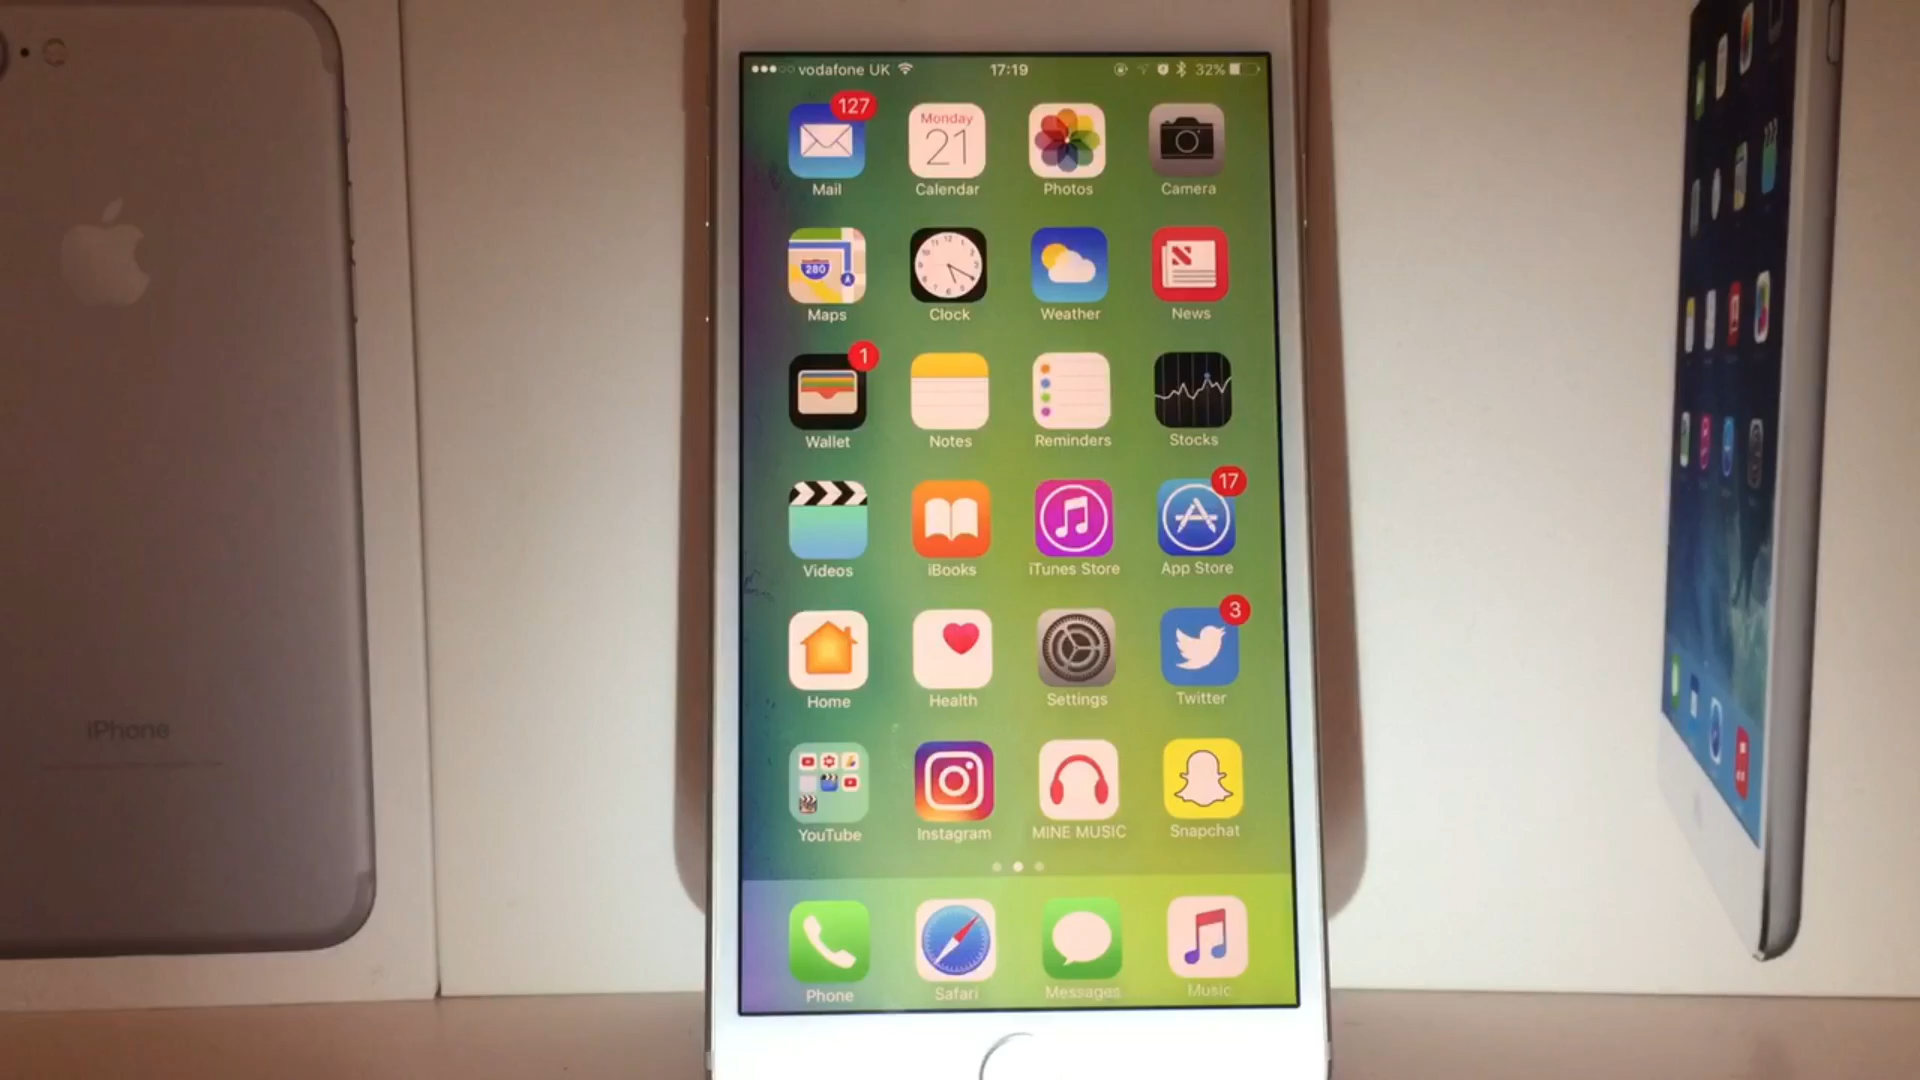 vodafone UK 17:19 32%
127
Monday
21
Mail Calendar Photos Camera
280
Maps Clock Weather News
1
Wallet Notes Reminders Stocks
17
Videos iBooks iTunes Store App Store
3
Home Health Settings Twitter
YouTube Instagram MINE MUSIC Snapchat
Phone Safari Messages Music
iPhone